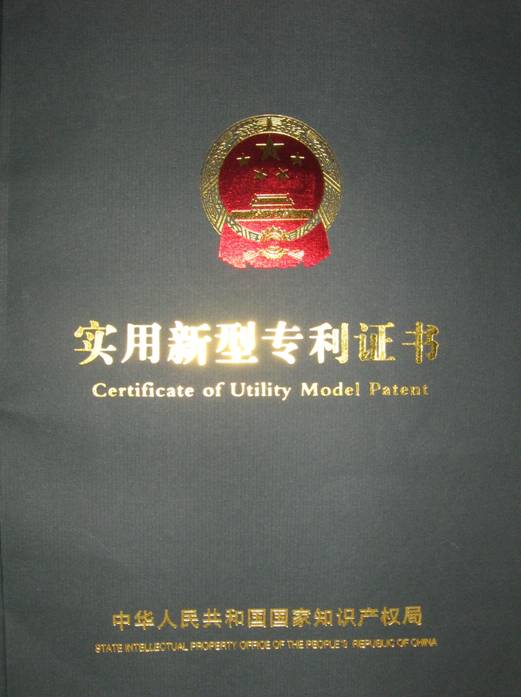 实用新型专利证书
Certificate of Utility Model Patent
中华人民共和国国家知识产权局
STATE INTELLECTUAL PROPERTY OFFICE OF THE PEOPLE'S REPUBLIC OF CHINA